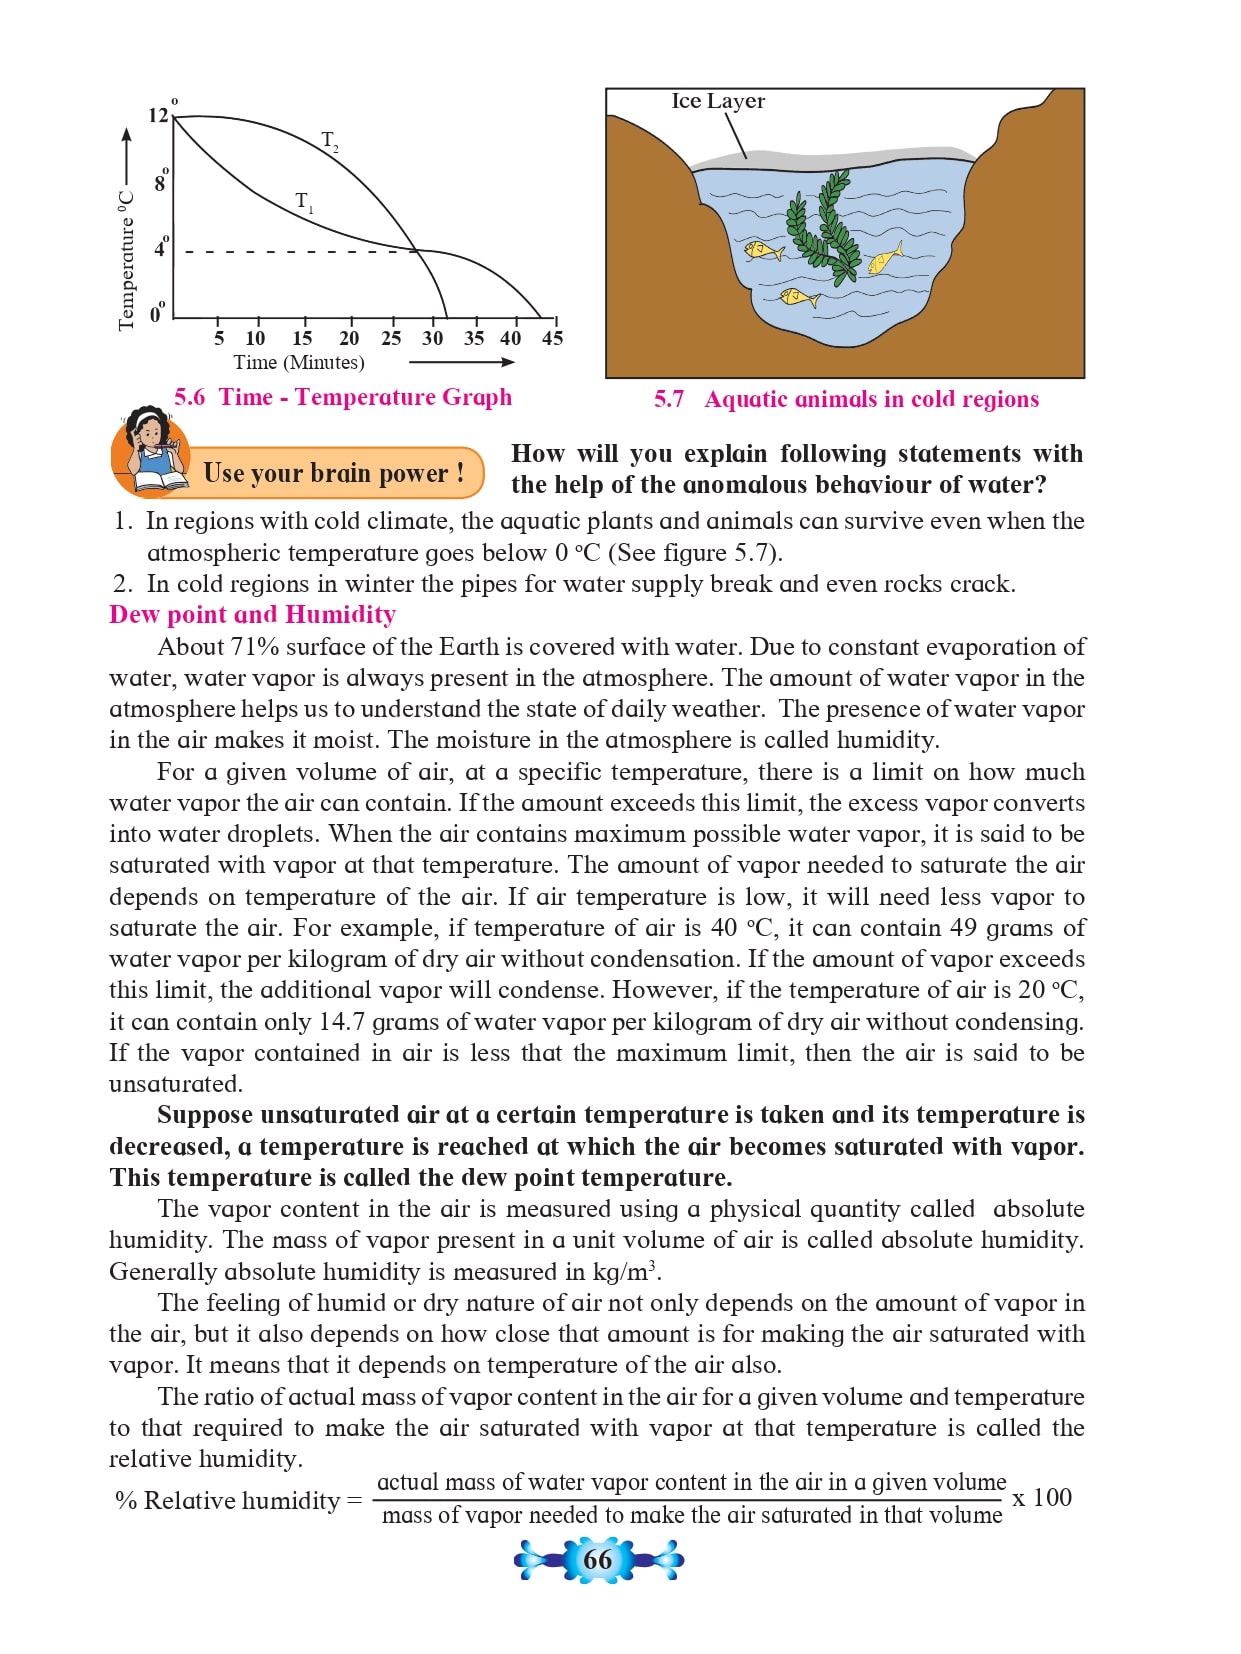 12°
8°
4°
0°
Temperature ⁰C
T₂
T₁
5 10 15 20 25 30 35 40 45
Time (Minutes)
5.6 Time - Temperature Graph
Ice Layer
5.7 Aquatic animals in cold regions
Use your brain power !
How will you explain following statements with
the help of the anomalous behaviour of water?
1. In regions with cold climate, the aquatic plants and animals can survive even when the
atmospheric temperature goes below 0 °C (See figure 5.7).
2. In cold regions in winter the pipes for water supply break and even rocks crack.
Dew point and Humidity
About 71% surface of the Earth is covered with water. Due to constant evaporation of
water, water vapor is always present in the atmosphere. The amount of water vapor in the
atmosphere helps us to understand the state of daily weather. The presence of water vapor
in the air makes it moist. The moisture in the atmosphere is called humidity.
For a given volume of air, at a specific temperature, there is a limit on how much
water vapor the air can contain. If the amount exceeds this limit, the excess vapor converts
into water droplets. When the air contains maximum possible water vapor, it is said to be
saturated with vapor at that temperature. The amount of vapor needed to saturate the air
depends on temperature of the air. If air temperature is low, it will need less vapor to
saturate the air. For example, if temperature of air is 40 °C, it can contain 49 grams of
water vapor per kilogram of dry air without condensation. If the amount of vapor exceeds
this limit, the additional vapor will condense. However, if the temperature of air is 20 °C,
it can contain only 14.7 grams of water vapor per kilogram of dry air without condensing.
If the vapor contained in air is less that the maximum limit, then the air is said to be
unsaturated.
Suppose unsaturated air at a certain temperature is taken and its temperature is
decreased, a temperature is reached at which the air becomes saturated with vapor.
This temperature is called the dew point temperature.
The vapor content in the air is measured using a physical quantity called absolute
humidity. The mass of vapor present in a unit volume of air is called absolute humidity.
Generally absolute humidity is measured in kg/m³.
The feeling of humid or dry nature of air not only depends on the amount of vapor in
the air, but it also depends on how close that amount is for making the air saturated with
vapor. It means that it depends on temperature of the air also.
The ratio of actual mass of vapor content in the air for a given volume and temperature
to that required to make the air saturated with vapor at that temperature is called the
relative humidity.
actual mass of water vapor content in the air in a given volume
% Relative humidity = x 100
mass of vapor needed to make the air saturated in that volume
66